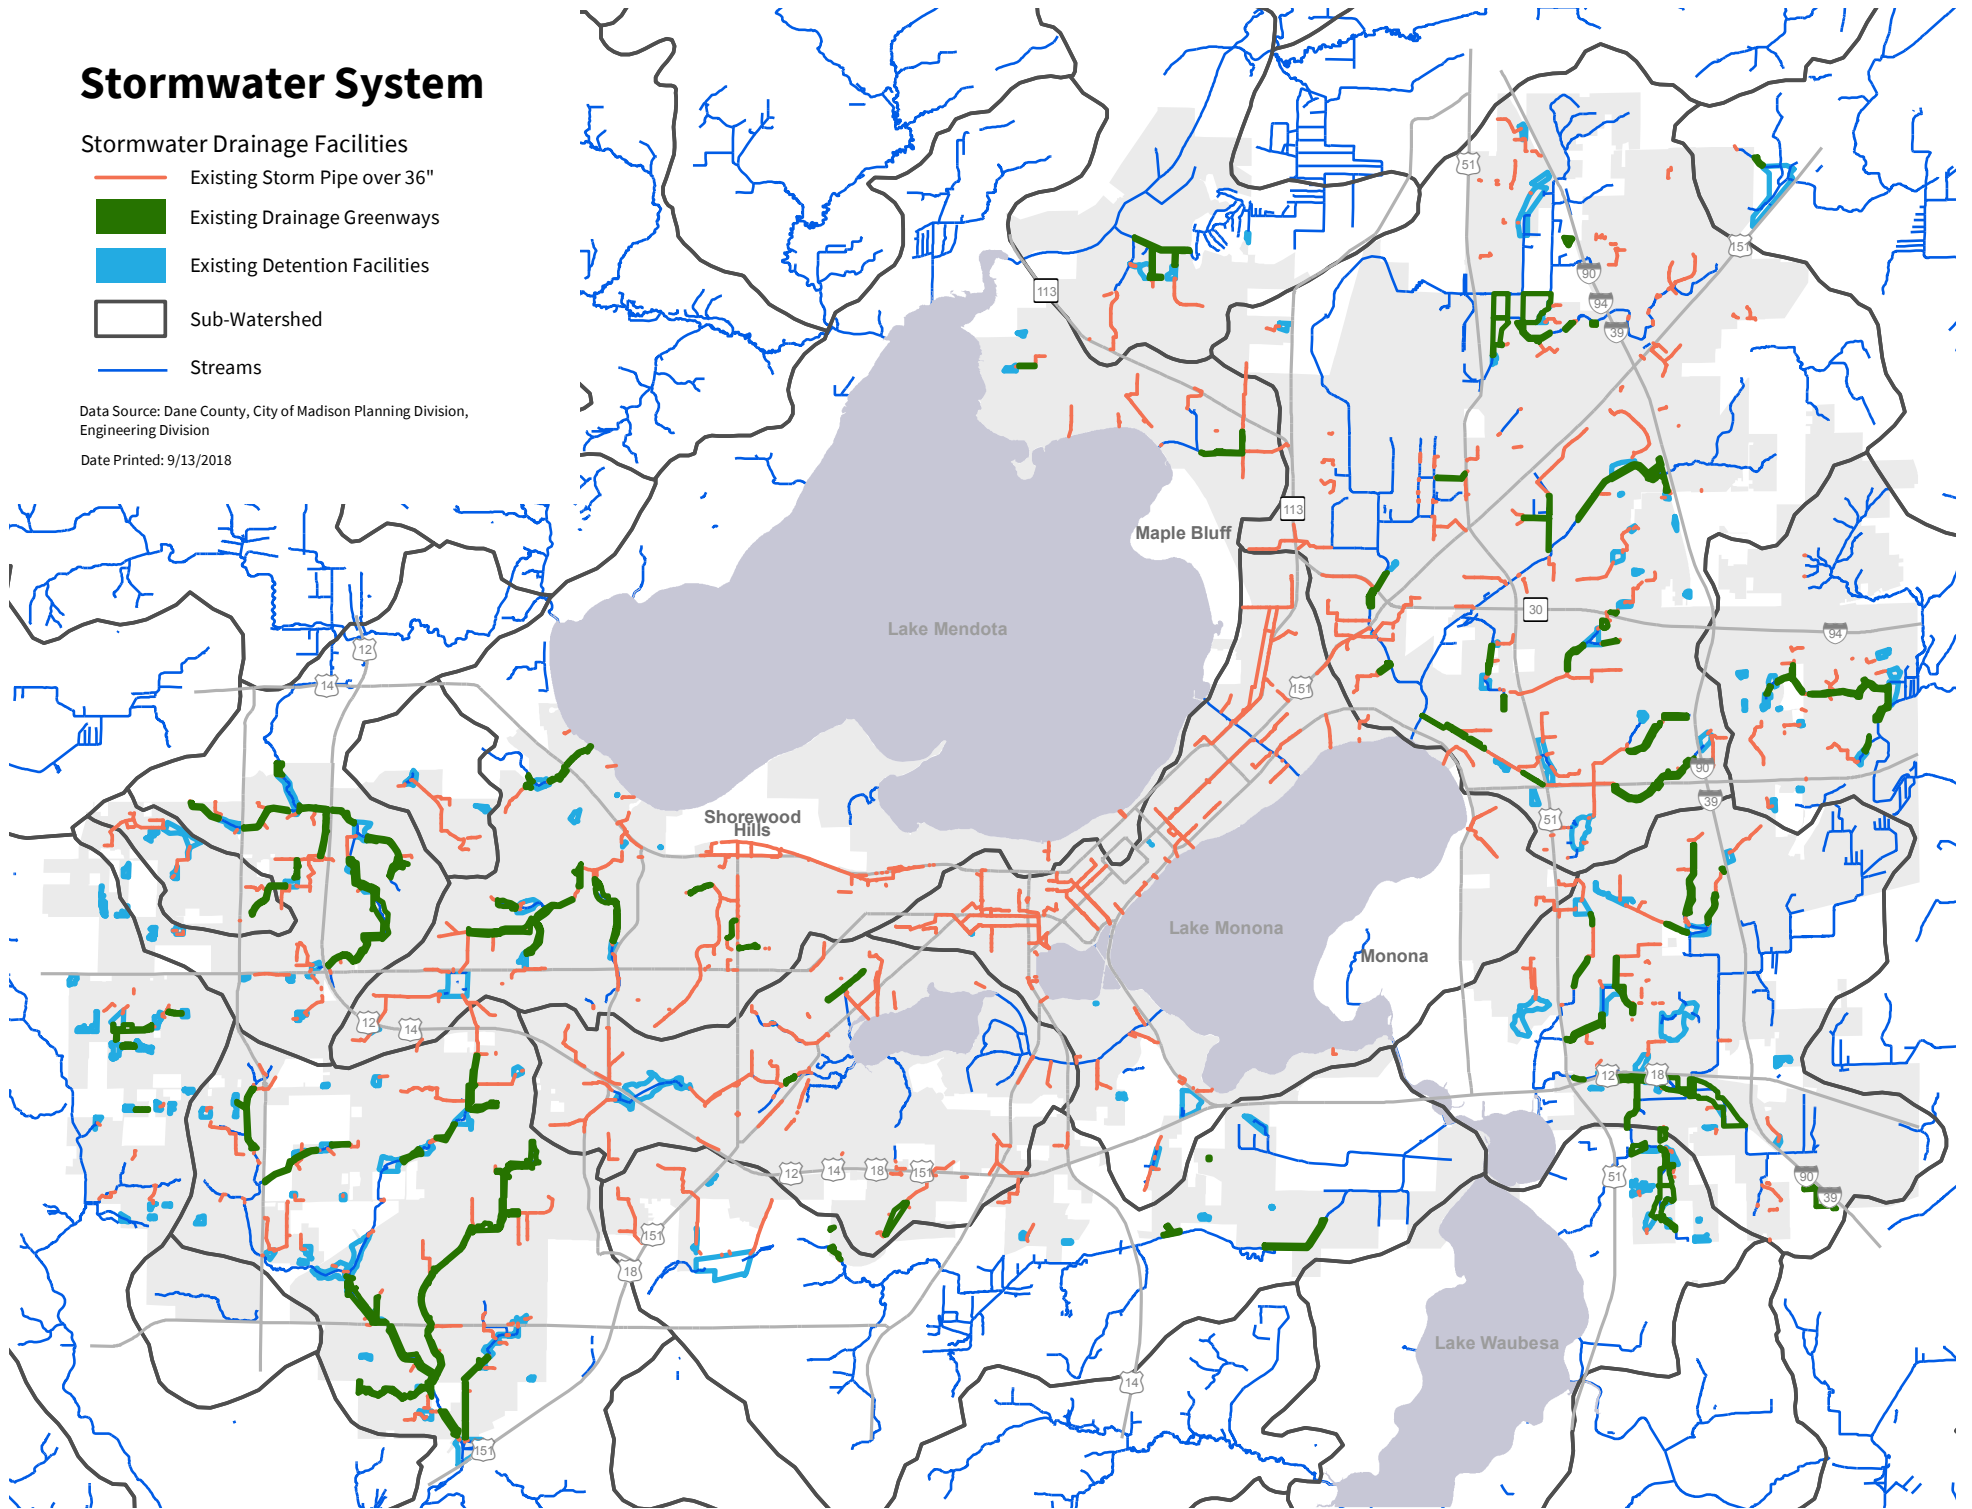 Stormwater System
Stormwater Drainage Facilities
Existing Storm Pipe over 36"
Existing Drainage Greenways
Existing Detention Facilities
Sub-Watershed
Streams
Data Source: Dane County, City of Madison Planning Division,
Engineering Division
Date Printed: 9/13/2018
51
151
90
94
39
113
113
Maple Bluff
30
94
Lake Mendota
12
14
151
90
39
51
Shorewood
Hills
Lake Monona
Monona
12
14
12
18
12
14
18
151
51
90
39
151
18
Lake Waubesa
14
151